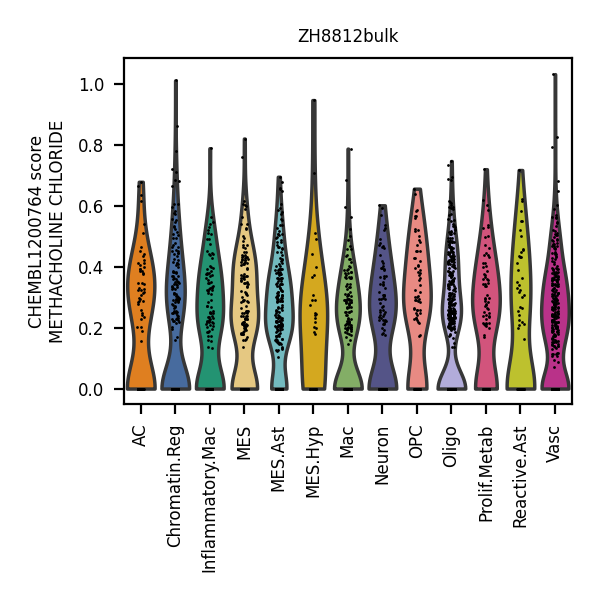 ZH8812bulk
CHEMBL1200764 score
METHACHOLINE CHLORIDE
1.0
0.8
0.6
0.4
0.2
0.0
AC
Chromatin.Reg
Inflammatory.Mac
MES
MES.Ast
MES.Hyp
Mac
Neuron
OPC
Oligo
Prolif.Metab
Reactive.Ast
Vasc